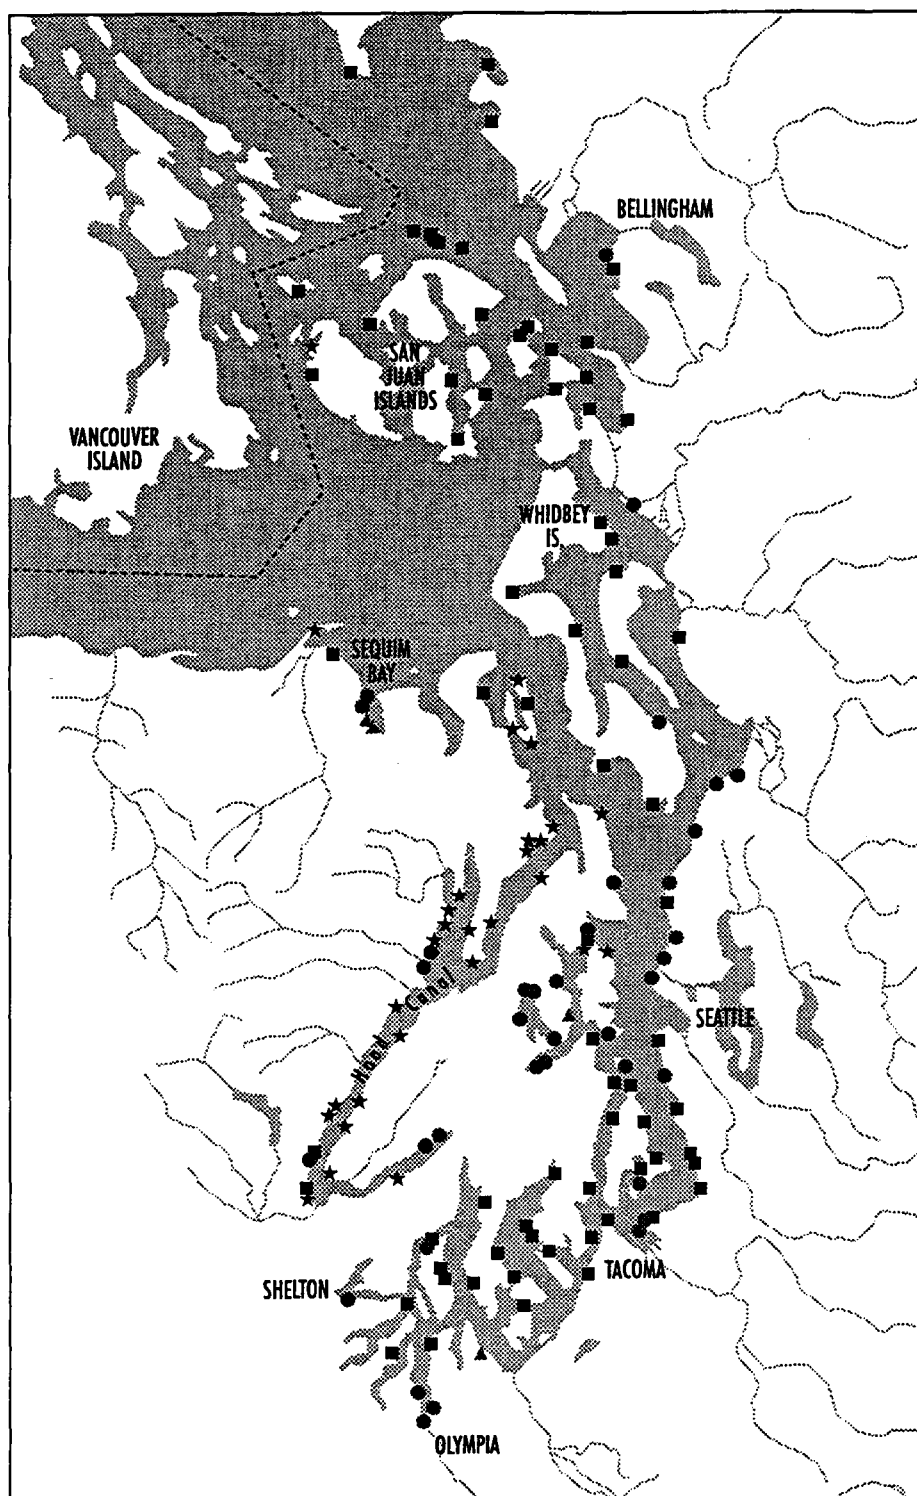 BELLINGHAM
SAN
JUAN
ISLANDS
VANCOUVER
ISLAND
WHIDBEY
IS.
SEQUIM
BAY
Hood Canal
SEATTLE
TACOMA
SHELTON
OLYMPIA